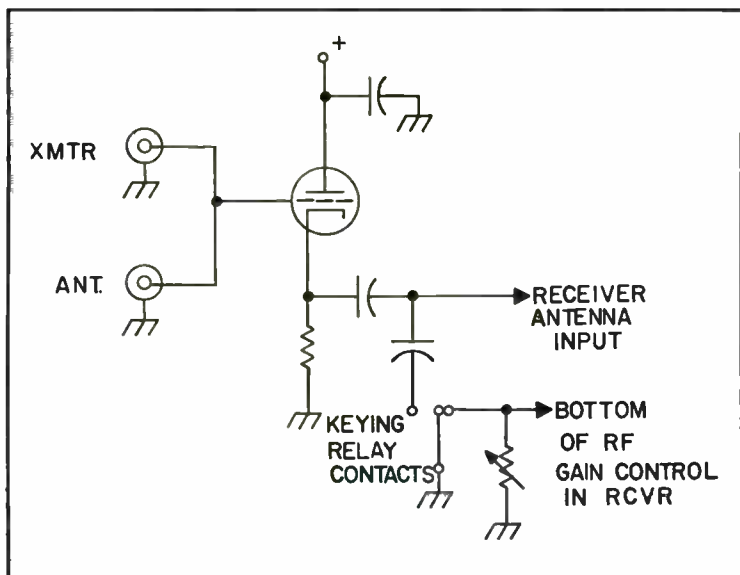 +
XMTR
ANT.
RECEIVER
ANTENNA
INPUT
KEYING
RELAY
CONTACTS
BOTTOM
OF RF
GAIN CONTROL
IN RCVR